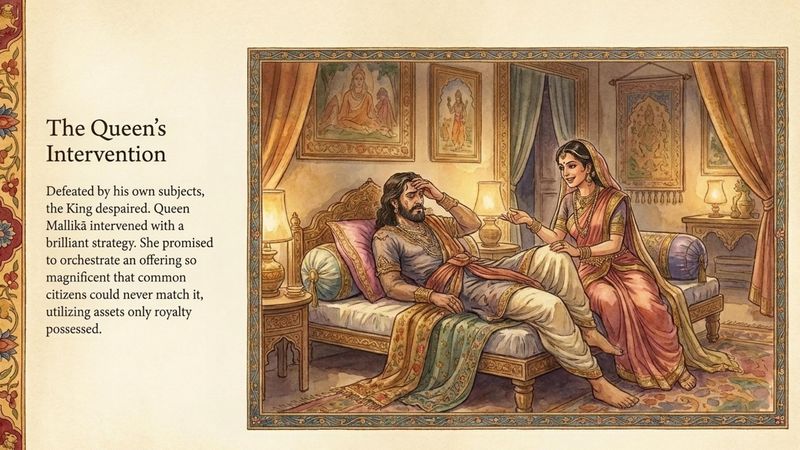 The Queen’s
Intervention
Defeated by his own subjects,
the King despaired. Queen
Mallikā intervened with a
brilliant strategy. She promised
to orchestrate an offering so
magnificent that common
citizens could never match it,
utilizing assets only royalty
possessed.